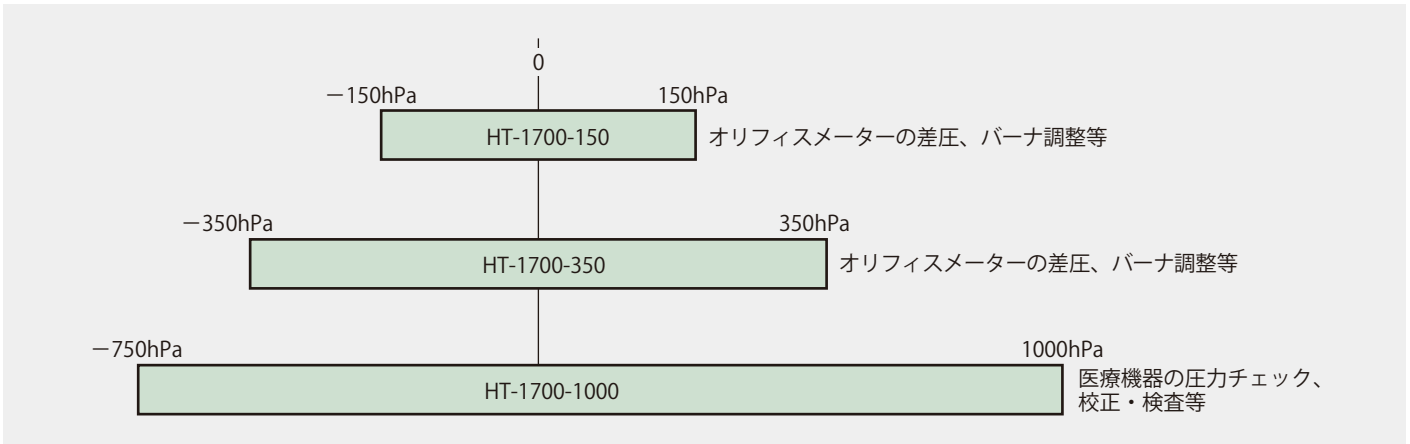 0
－150hPa
150hPa
HT-1700-150
オリフィスメーターの差圧、バーナ調整等
－350hPa
350hPa
HT-1700-350
オリフィスメーターの差圧、バーナ調整等
－750hPa
1000hPa
HT-1700-1000
医療機器の圧力チェック、
校正・検査等